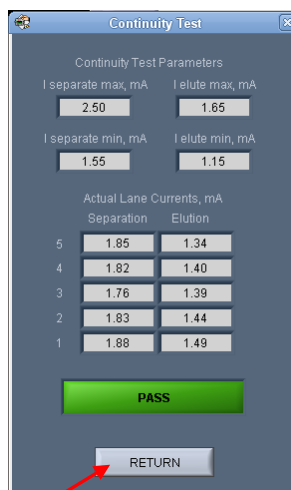 Continuity Test
Continuity Test Parameters
I separate max, mA I elute max, mA
2.50 1.65
I separate min, mA I elute min, mA
1.55 1.15
Actual Lane Currents, mA
Separation Elution
5 1.85 1.34
4 1.82 1.40
3 1.76 1.39
2 1.83 1.44
1 1.88 1.49
PASS
RETURN